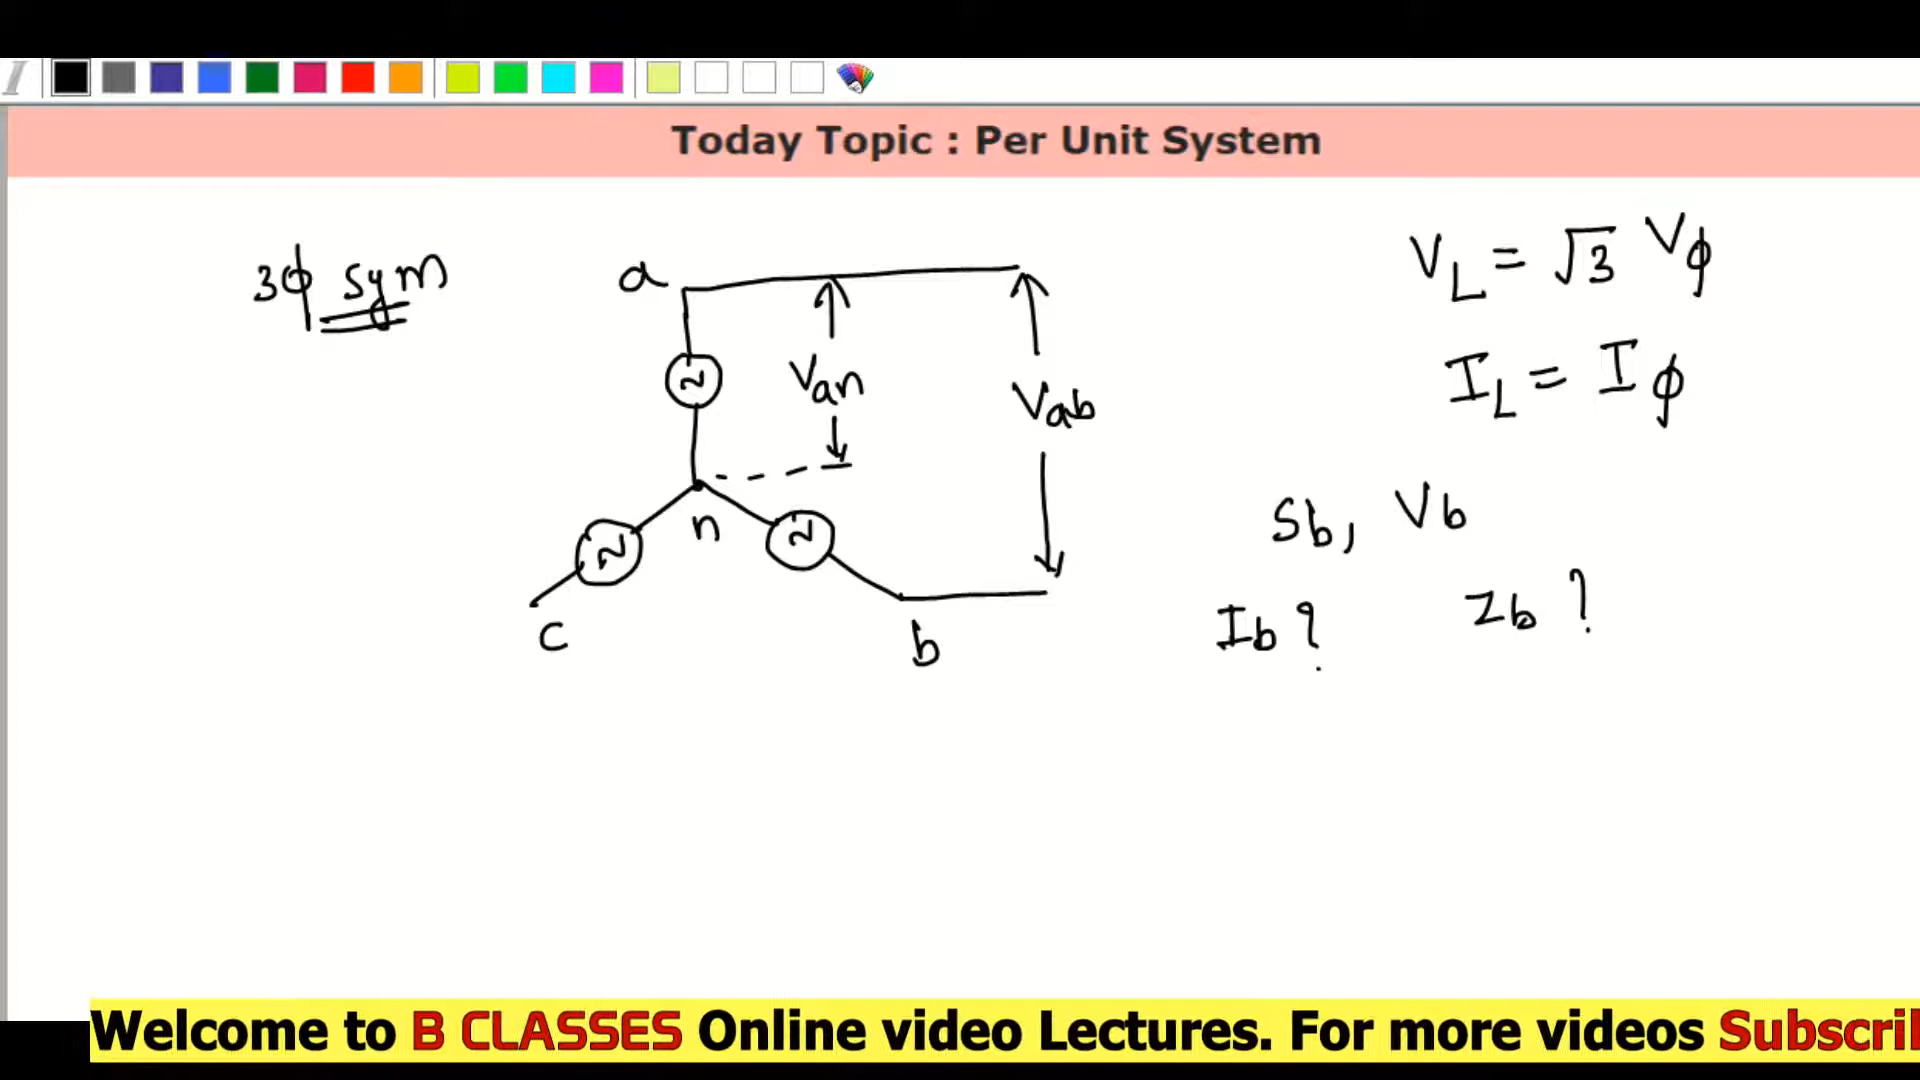 Today Topic : Per Unit System
3ϕ sym
a
Van
Vab
n
c
b
VL = √3 Vϕ
IL = Iϕ
Sb, Vb
Ib ? Zb ?
Welcome to B CLASSES Online video Lectures. For more videos Subscri